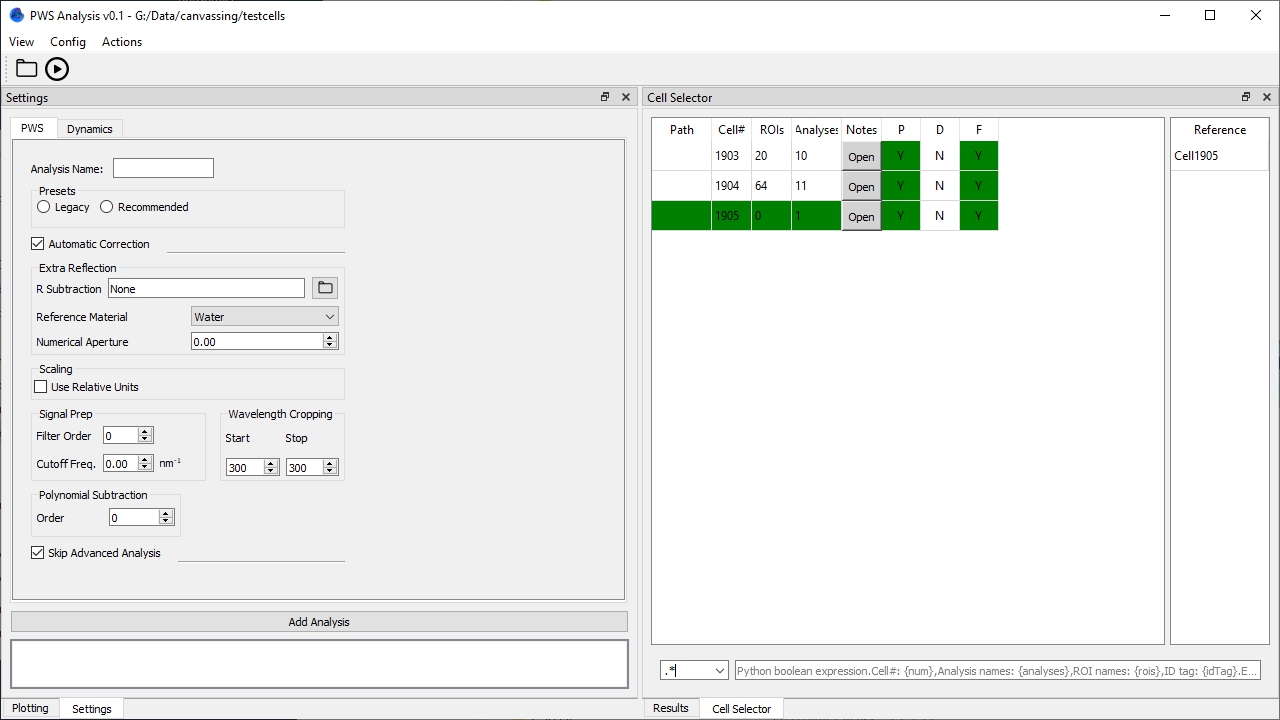 PWS Analysis v0.1 - G:/Data/canvassing/testcells
View Config Actions
Settings
PWS Dynamics
Analysis Name:
Presets
Legacy Recommended
Automatic Correction
Extra Reflection
R Subtraction None
Reference Material Water
Numerical Aperture 0.00
Scaling
Use Relative Units
Signal Prep
Filter Order 0
Cutoff Freq. 0.00 nm⁻¹
Wavelength Cropping
Start Stop
300 300
Polynomial Subtraction
Order 0
Skip Advanced Analysis
Add Analysis
Plotting Settings
Cell Selector
Path Cell# ROIs Analyses Notes P D F
1903 20 10 Open Y N Y
1904 64 11 Open Y N Y
1905 0 1 Open Y N Y
Reference
Cell1905
.* Python boolean expression.Cell#: {num},Analysis names: {analyses},ROI names: {rois},ID tag: {idTag}.E...
Results Cell Selector